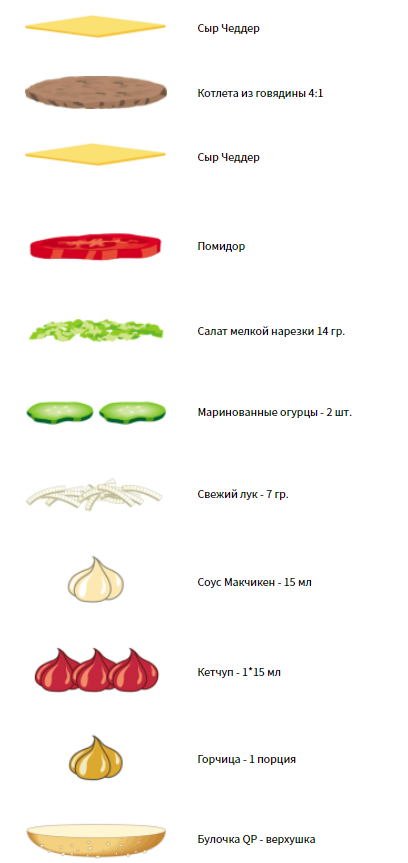 Сыр Чеддер
Котлета из говядины 4:1
Сыр Чеддер
Помидор
Салат мелкой нарезки 14 гр.
Маринованные огурцы - 2 шт.
Свежий лук - 7 гр.
Соус Макчикен - 15 мл
Кетчуп - 1*15 мл
Горчица - 1 порция
Булочка QP - верхушка